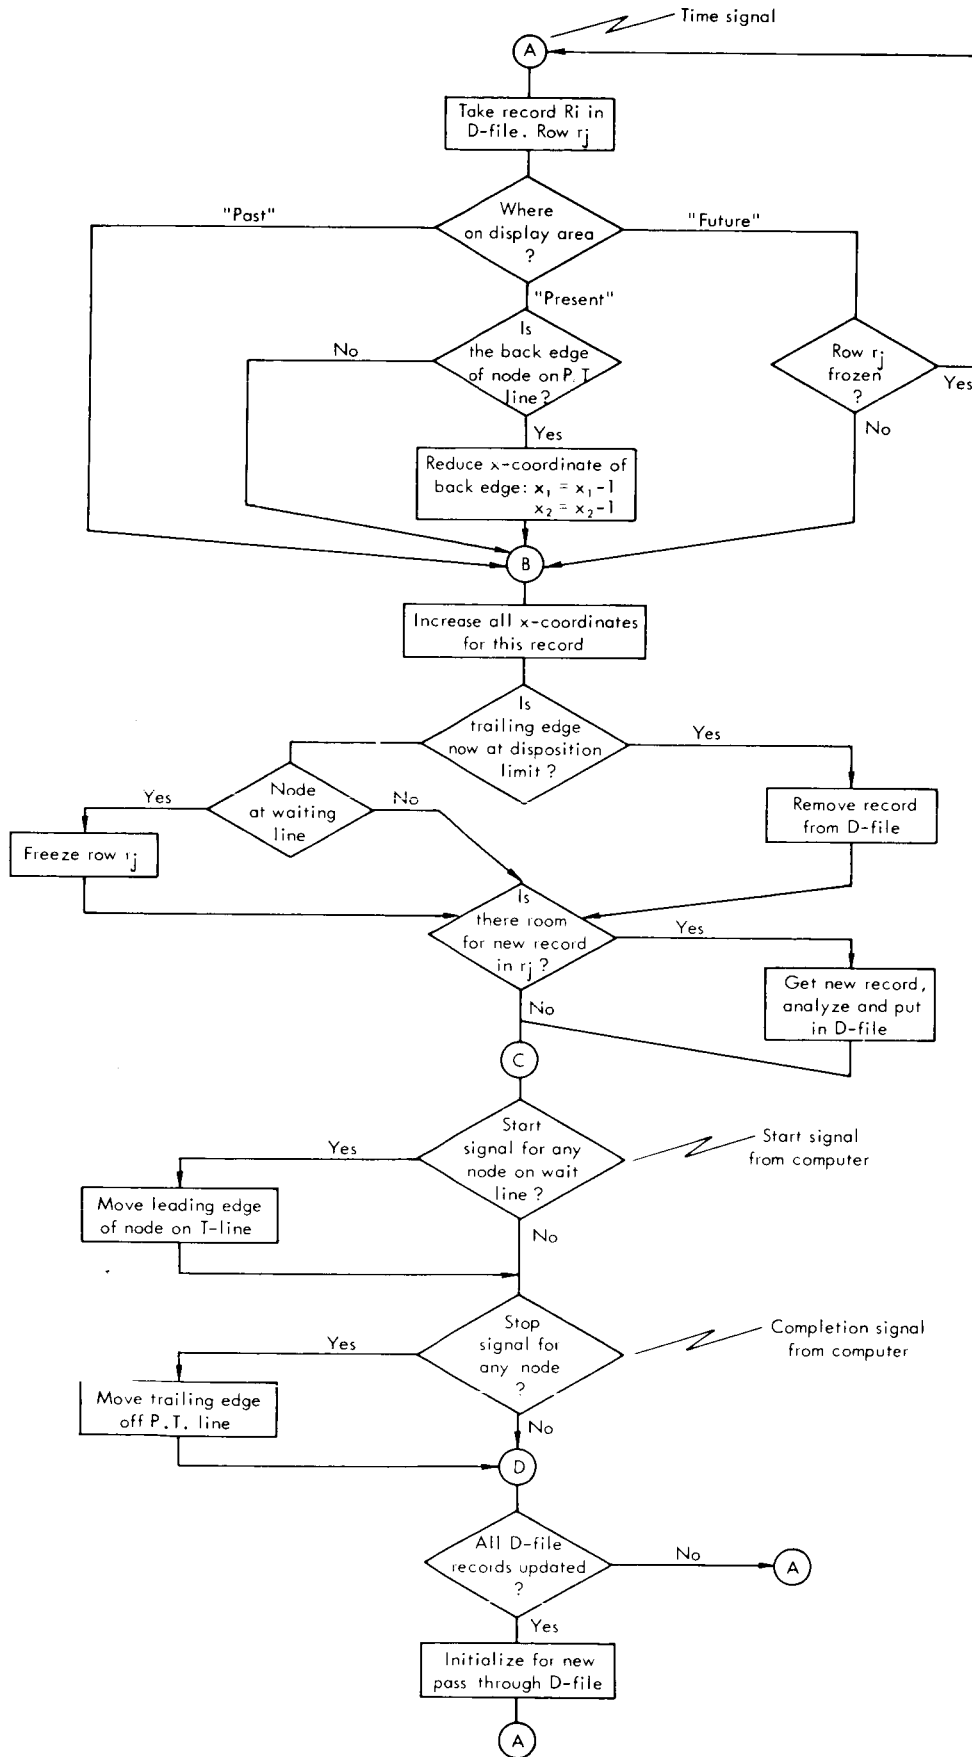 Time signal
A
Take record Ri in
D-file. Row rj
Where
on display area
?
"Past"
"Future"
"Present"
Is
the back edge
of node on P.T
line?
No
Yes
Row rj
frozen
?
Yes
No
Reduce x-coordinate of
back edge: x1 = x1-1
x2 = x2-1
B
Increase all x-coordinates
for this record
Is
trailing edge
now at disposition
limit?
Yes
Node
at waiting
line
Yes
No
Remove record
from D-file
Freeze row rj
Is
there room
for new record
in rj?
Yes
No
Get new record,
analyze and put
in D-file
C
Start
signal for any
node on wait
line?
Yes
Start signal
from computer
Move leading edge
of node on T-line
No
Stop
signal for
any node
?
Yes
Completion signal
from computer
Move trailing edge
off P.T. line
No
D
All D-file
records updated
?
No
A
Yes
Initialize for new
pass through D-file
A